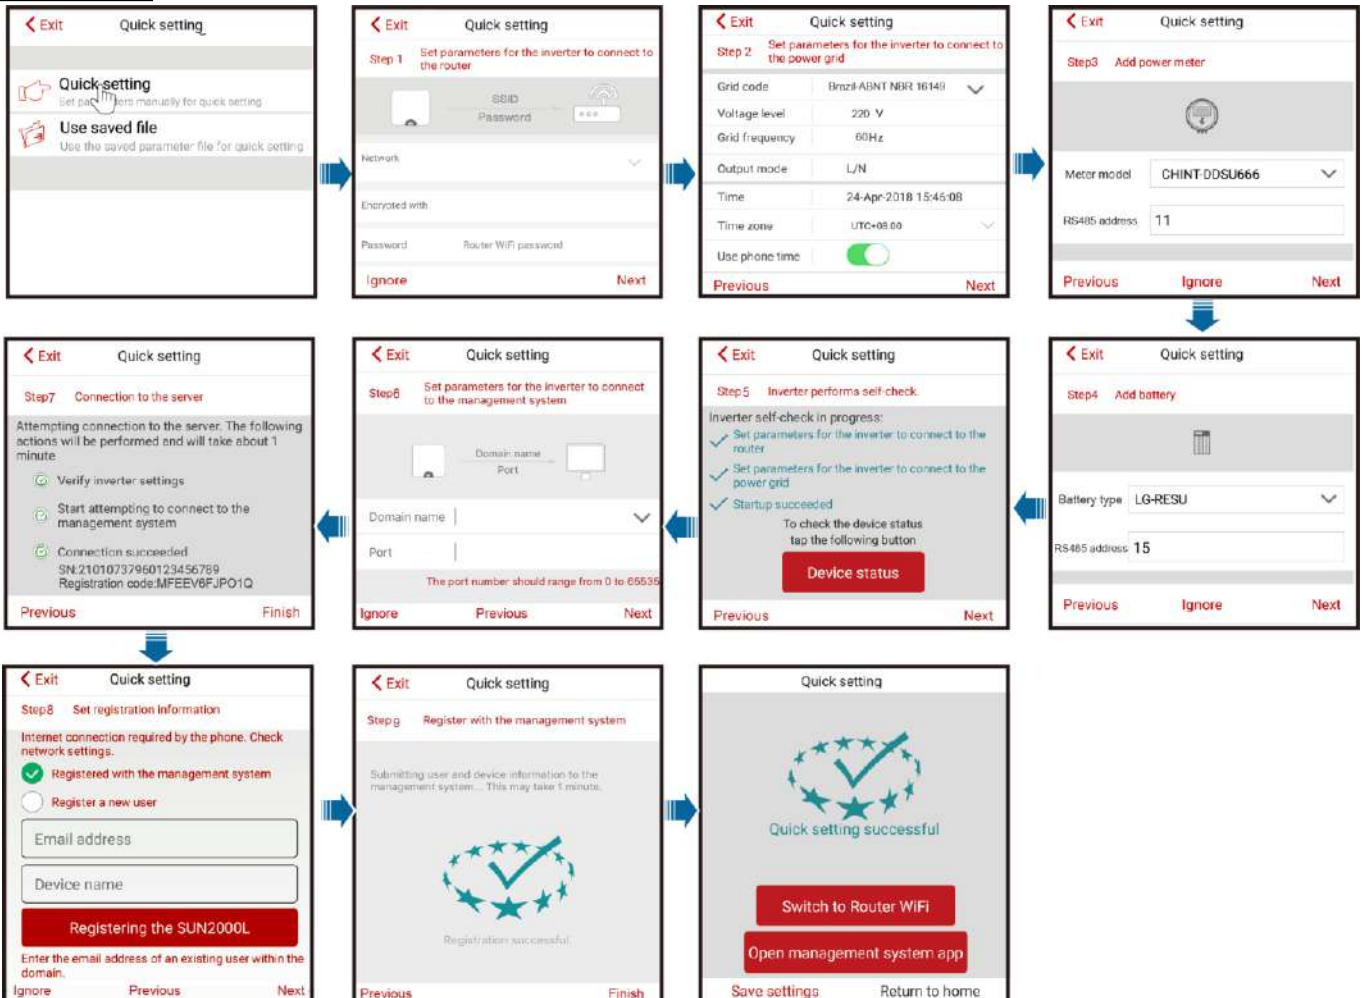 Exit Quick setting
Quick setting
Set parameters manually for quick setting
Use saved file
Use the saved parameter file for quick setting
Exit Quick setting
Step 1 Set parameters for the inverter to connect to
the router
SSID
Password
Network
Encrypted with
Password Router WiFi password
Ignore Next
Exit Quick setting
Step 2 Set parameters for the inverter to connect to
the power grid
Grid code Brazil-ABNT NBR 16149
Voltage level 220 V
Grid frequency 60Hz
Output mode L/N
Time 24-Apr-2018 15:46:08
Time zone UTC+08:00
Use phone time
Previous Next
Exit Quick setting
Step3 Add power meter
Meter model CHINT-DDSU666
RS485 address 11
Previous Ignore Next
Exit Quick setting
Step4 Add battery
Battery type LG-RESU
RS485 address 15
Previous Ignore Next
Exit Quick setting
Step5 Inverter performs self-check.
Inverter self-check in progress:
Set parameters for the inverter to connect to the
router
Set parameters for the inverter to connect to the
power grid
Startup succeeded
To check the device status
tap the following button
Device status
Previous Next
Exit Quick setting
Step6 Set parameters for the inverter to connect
to the management system
Domain name
Port
Domain name
Port
The port number should range from 0 to 65535
Ignore Previous Next
Exit Quick setting
Step7 Connection to the server
Attempting connection to the server. The following
actions will be performed and will take about 1
minute
Verify inverter settings
Start attempting to connect to the
management system
Connection succeeded
SN:21010737960123456789
Registration code:MFEEV6FJPO1Q
Previous Finish
Exit Quick setting
Step8 Set registration information
Internet connection required by the phone. Check
network settings.
Registered with the management system
Register a new user
Email address
Device name
Registering the SUN2000L
Enter the email address of an existing user within the
domain.
Ignore Previous Next
Exit Quick setting
Step9 Register with the management system
Submitting user and device information to the
management system... This may take 1 minute.
Registration successful.
Previous Finish
Quick setting
Quick setting successful
Switch to Router WiFi
Open management system app
Save settings Return to home